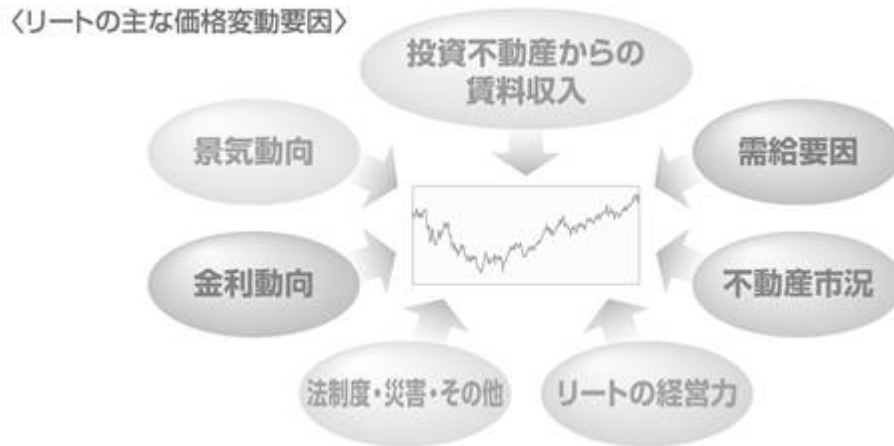 〈リートの主な価格変動要因〉
投資不動産からの
賃料収入
景気動向
需給要因
金利動向
不動産市況
法制度・災害・その他
リートの経営力